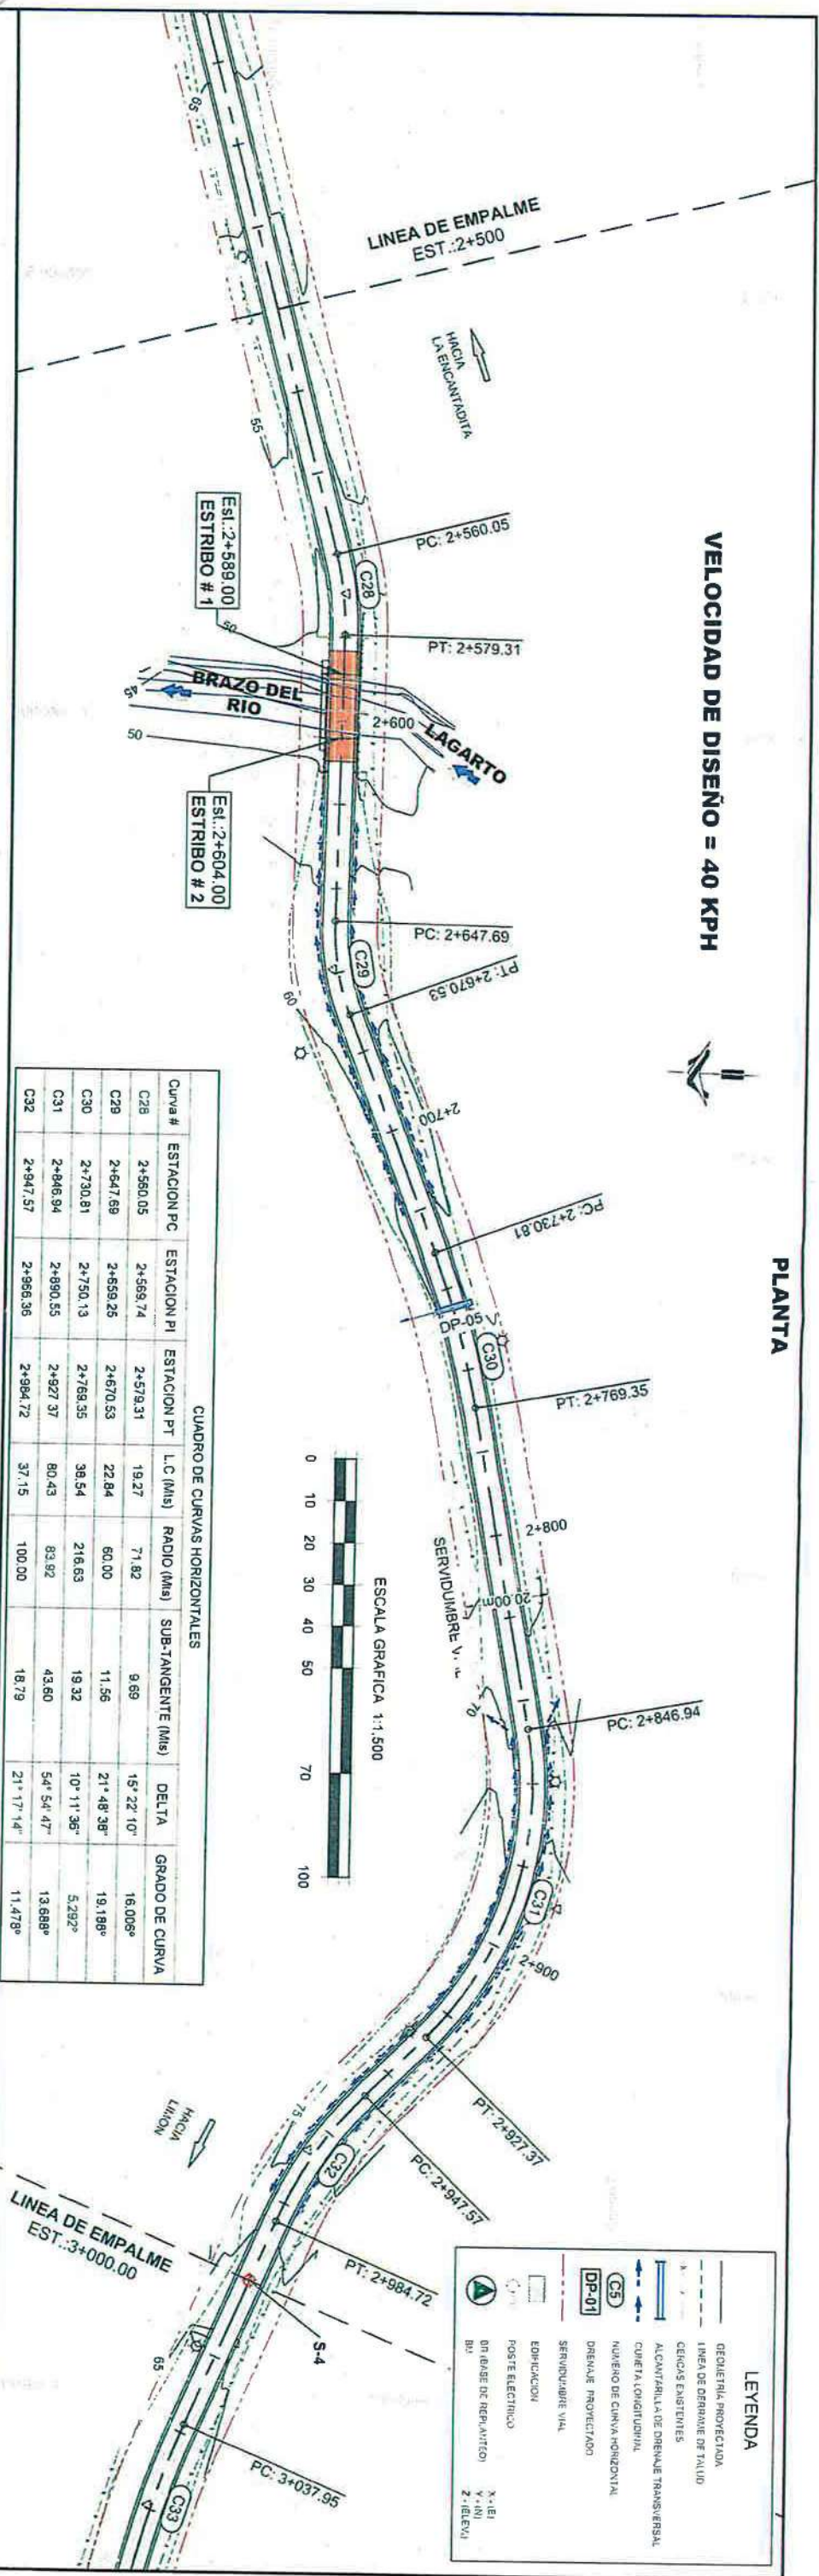 PLANTA
VELOCIDAD DE DISEÑO = 40 KPH
LINEA DE EMPALME
EST.:2+500
HACIA
LA ENCANTADITA
65
55
PC: 2+560.05
C28
PT: 2+579.31
Est.:2+589.00
ESTRIBO # 1
50
BRAZO DEL
RIO
LAGARTO
2+600
45
50
Est.:2+604.00
ESTRIBO # 2
PC: 2+647.69
C29
PT: 2+670.53
60
2+700
PC: 2+730.81
DP-05
C30
PT: 2+769.35
2+800
20.00m
SERVIDUMBRE
70
PC: 2+846.94
C31
2+900
PT: 2+927.37
PC: 2+947.57
C32
75
PT: 2+984.72
HACIA
LIMON
LINEA DE EMPALME
EST.:3+000.00
S-4
65
PC: 3+037.95
C33
ESCALA GRAFICA 1:1.500
0 10 20 30 40 50 70 100
CUADRO DE CURVAS HORIZONTALES
Curva # ESTACION PC ESTACION PI ESTACION PT L.C (Mts) RADIO (Mts) SUB-TANGENTE (Mts) DELTA GRADO DE CURVA
C28 2+560.05 2+569.74 2+579.31 19.27 71.82 9.69 15° 22' 10" 16.006°
C29 2+647.69 2+659.25 2+670.53 22.84 60.00 11.56 21° 48' 38" 19.188°
C30 2+730.81 2+750.13 2+769.35 38.54 216.63 19.32 10° 11' 36" 5.292°
C31 2+846.94 2+890.55 2+927.37 80.43 83.92 43.60 54° 54' 47" 13.688°
C32 2+947.57 2+966.36 2+984.72 37.15 100.00 18.79 21° 17' 14" 11.478°
LEYENDA
GEOMETRÍA PROYECTADA
LINEA DE DERRAME DE TALUD
CERCAS EXISTENTES
ALCANTARILLA DE DRENAJE TRANSVERSAL
CUNETA LONGITUDINAL
C5 NUMERO DE CURVA HORIZONTAL
DP-01 DRENAJE PROYECTADO
SERVIDUMBRE VIAL
EDIFICACION
POSTE ELECTRICO
BR (BASE DE REPLANTEO)
BM
X - (E)
Y - (N)
Z - (ELEV.)